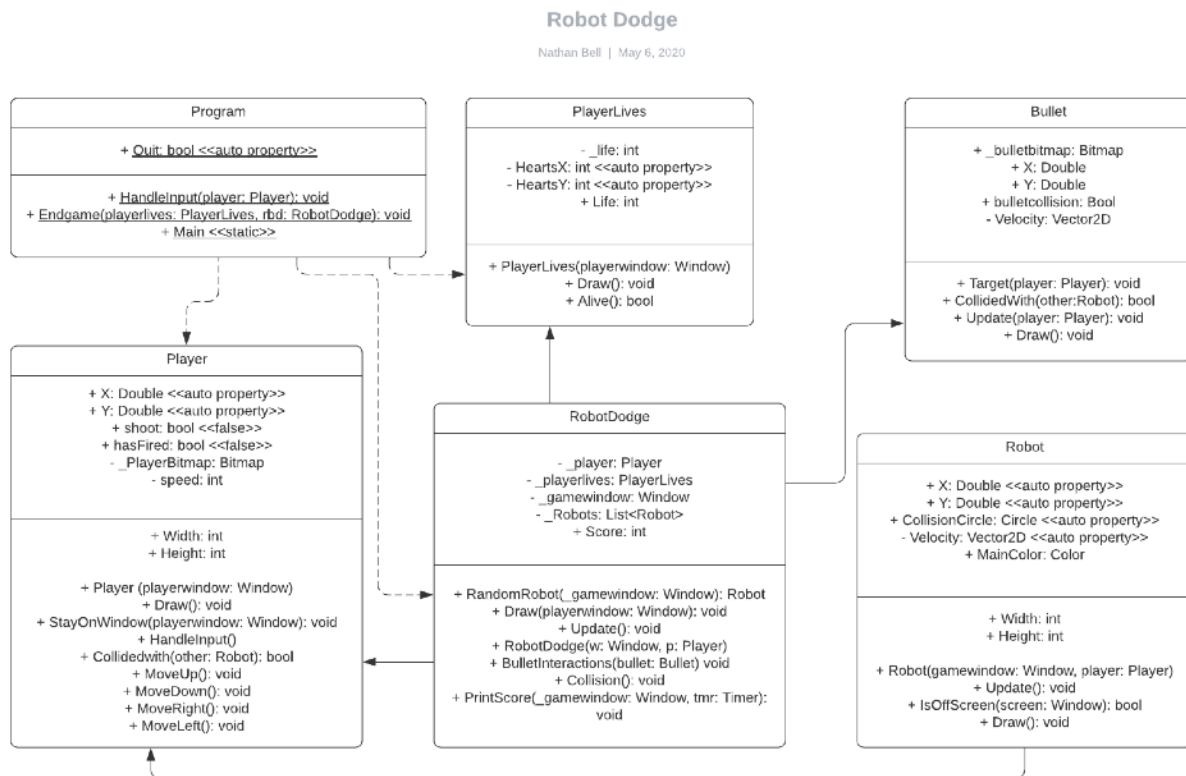 Robot Dodge
Nathan Bell | May 6, 2020
Program
+ Quit: bool <<auto property>>
+ HandleInput(player: Player): void
+ Endgame(playerlives: PlayerLives, rbd: RobotDodge): void
+ Main <<static>>
PlayerLives
- _life: int
- HeartsX: int <<auto property>>
- HeartsY: int <<auto property>>
+ Life: int
+ PlayerLives(playerwindow: Window)
+ Draw(): void
+ Alive(): bool
Bullet
+ _bulletbitmap: Bitmap
+ X: Double
+ Y: Double
+ bulletcollision: Bool
- Velocity: Vector2D
+ Target(player: Player): void
+ CollidedWith(other:Robot): bool
+ Update(player: Player): void
+ Draw(): void
Player
+ X: Double <<auto property>>
+ Y: Double <<auto property>>
+ shoot: bool <<false>>
+ hasFired: bool <<false>>
- _PlayerBitmap: Bitmap
- speed: int
+ Width: int
+ Height: int
+ Player (playerwindow: Window)
+ Draw(): void
+ StayOnWindow(playerwindow: Window): void
+ HandleInput()
+ Collidedwith(other: Robot): bool
+ MoveUp(): void
+ MoveDown(): void
+ MoveRight(): void
+ MoveLeft(): void
RobotDodge
- _player: Player
- _playerlives: PlayerLives
- _gamewindow: Window
- _Robots: List<Robot>
+ Score: int
+ RandomRobot(_gamewindow: Window): Robot
+ Draw(playerwindow: Window): void
+ Update(): void
+ RobotDodge(w: Window, p: Player)
+ BulletInteractions(bullet: Bullet) void
+ Collision(): void
+ PrintScore(_gamewindow: Window, tmr: Timer):
void
Robot
+ X: Double <<auto property>>
+ Y: Double <<auto property>>
+ CollisionCircle: Circle <<auto property>>
- Velocity: Vector2D <<auto property>>
+ MainColor: Color
+ Width: int
+ Height: int
+ Robot(gamewindow: Window, player: Player)
+ Update(): void
+ IsOffScreen(screen: Window): bool
+ Draw(): void